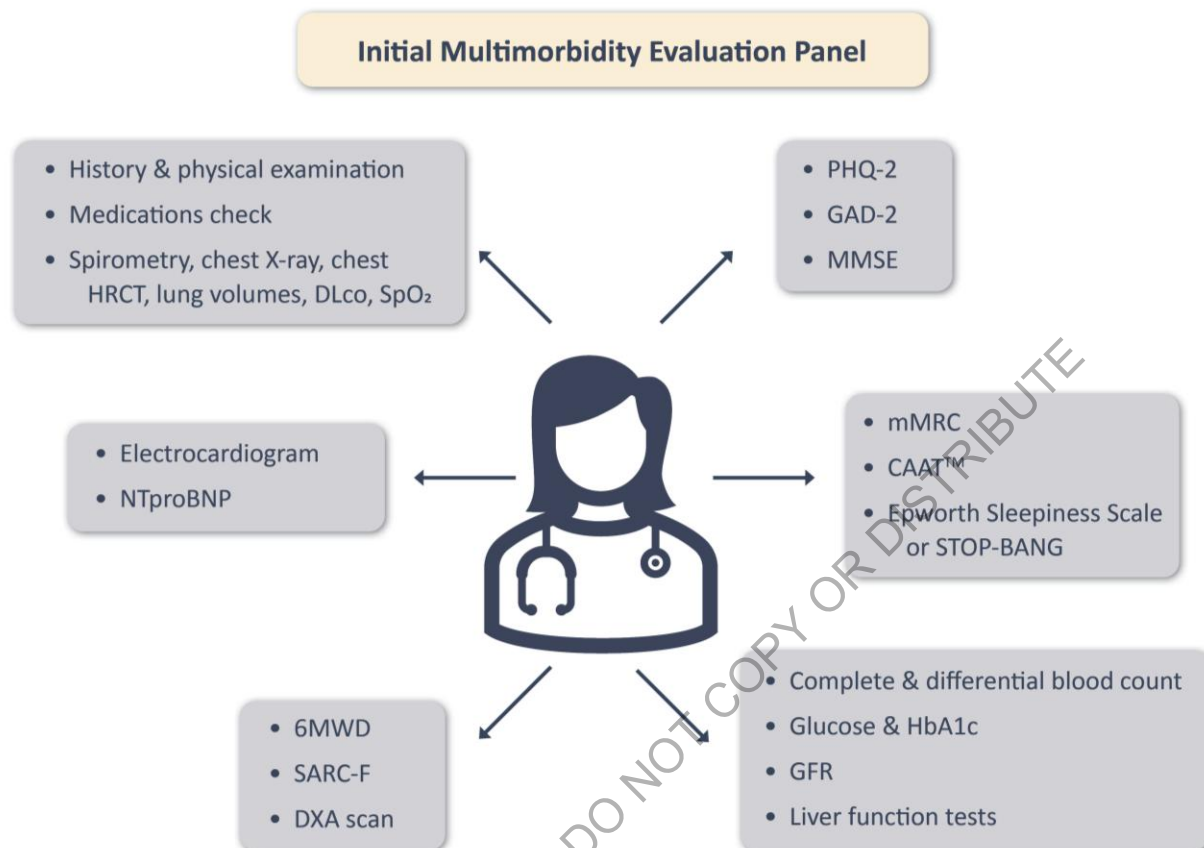 Initial Multimorbidity Evaluation Panel
• History & physical examination
• Medications check
• Spirometry, chest X-ray, chest
HRCT, lung volumes, DLco, SpO₂
• PHQ-2
• GAD-2
• MMSE
• Electrocardiogram
• NTproBNP
• mMRC
• CAAT™
• Epworth Sleepiness Scale
or STOP-BANG
• 6MWD
• SARC-F
• DXA scan
• Complete & differential blood count
• Glucose & HbA1c
• GFR
• Liver function tests
DO NOT COPY OR DISTRIBUTE